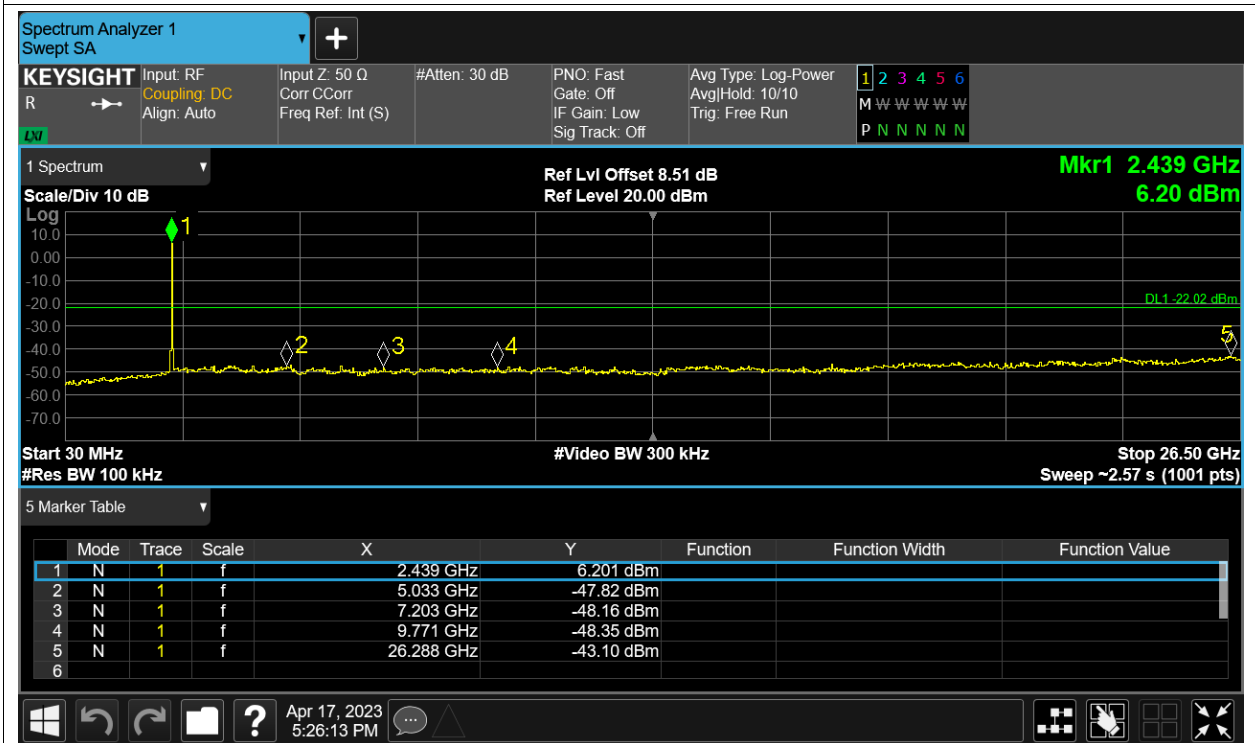 Spectrum Analyzer 1
Swept SA
KEYSIGHT Input: RF Input Z: 50 Ω #Atten: 30 dB PNO: Fast Avg Type: Log-Power 1 2 3 4 5 6
R Coupling: DC Corr CCorr Gate: Off Avg|Hold: 10/10 M W W W W W
Align: Auto Freq Ref: Int (S) IF Gain: Low Trig: Free Run
LXI Sig Track: Off P N N N N N
1 Spectrum Ref Lvl Offset 8.51 dB Mkr1 2.439 GHz
Scale/Div 10 dB Ref Level 20.00 dBm 6.20 dBm
Log
1
10.0
0.00
-10.0
-20.0 DL1 -22.02 dBm
-30.0
2 3 4 5
-40.0
-50.0
-60.0
-70.0
Start 30 MHz #Video BW 300 kHz Stop 26.50 GHz
#Res BW 100 kHz Sweep ~2.57 s (1001 pts)
5 Marker Table
Mode Trace Scale X Y Function Function Width Function Value
1 N 1 f 2.439 GHz 6.201 dBm
2 N 1 f 5.033 GHz -47.82 dBm
3 N 1 f 7.203 GHz -48.16 dBm
4 N 1 f 9.771 GHz -48.35 dBm
5 N 1 f 26.288 GHz -43.10 dBm
6
? Apr 17, 2023
5:26:13 PM